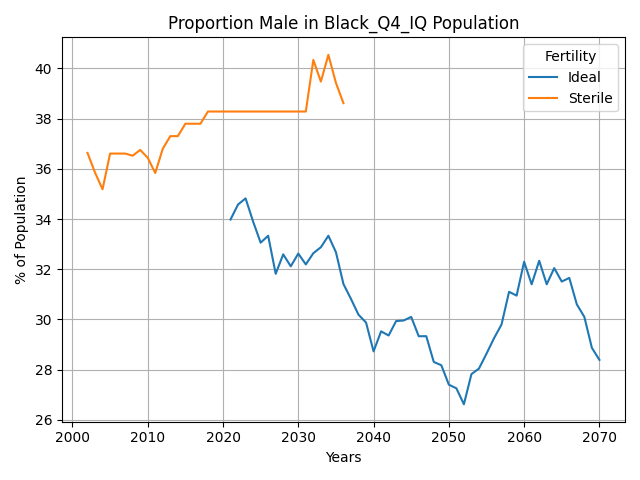 Proportion Male in Black_Q4_IQ Population
% of Population
40
38
36
34
32
30
28
26
Fertility
Ideal
Sterile
2000 2010 2020 2030 2040 2050 2060 2070
Years